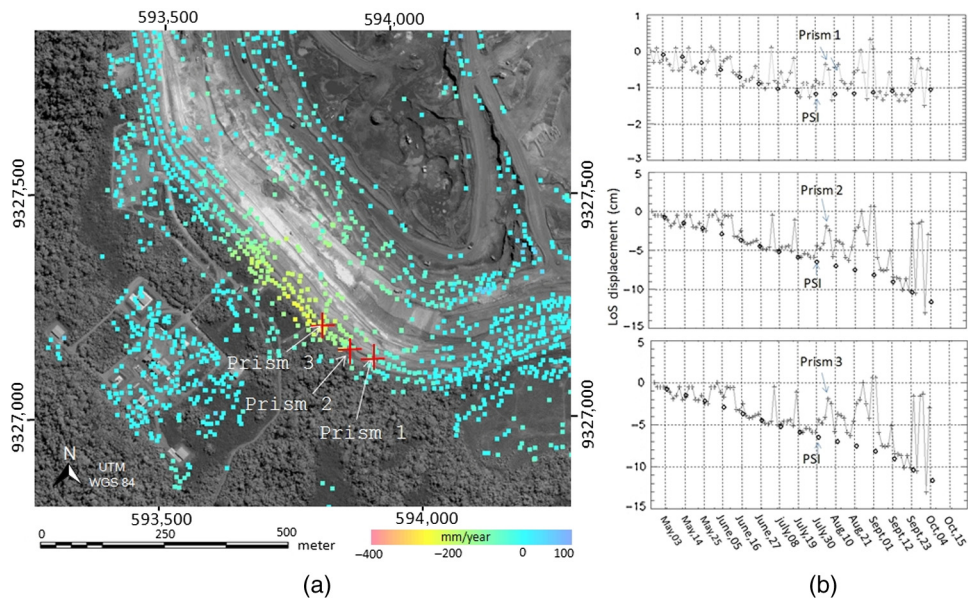 593,500
594,000
9327,500
9327,500
9327,000
9327,000
Prism 3
Prism 2
Prism 1
N
UTM
WGS 84
593,500
594,000
0
250
500
meter
mm/year
−400
−200
0
100
(a)
(b)
LoS displacement (cm)
1
0
−1
2
−3
Prism 1
PSI
0
−5
−10
−15
Prism 2
PSI
0
−5
−10
(15
Prism 3
PSI
May,03
May,14
May,25
June,05
June,16
June,27
July,08
July,19
July,30
Aug,10
Aug,21
Sept,01
Sept,12
Sept,23
Oct,04
Oct,15